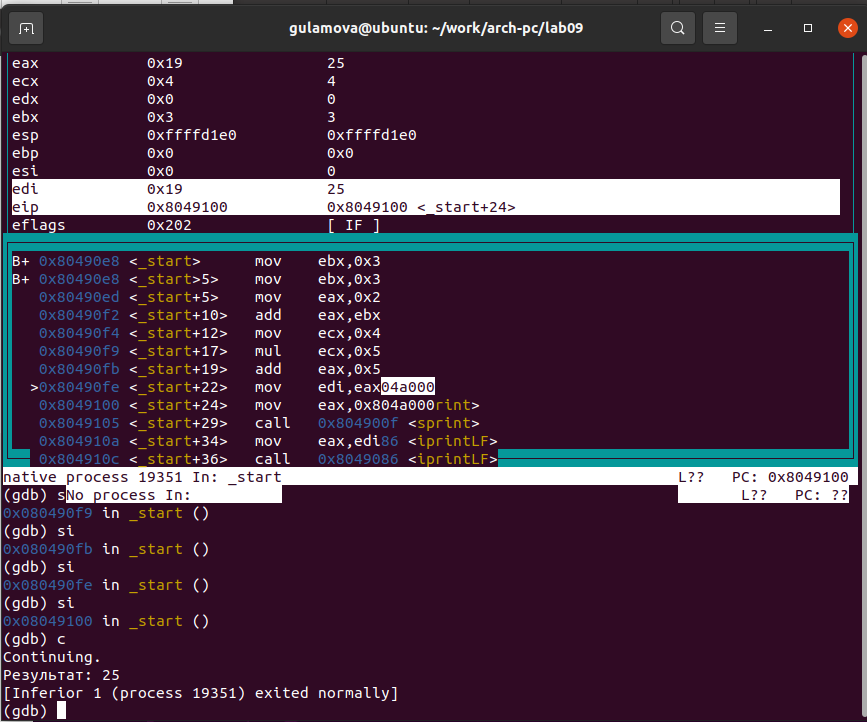 gulamova@ubuntu: ~/work/arch-pc/lab09
eax 0x19 25
ecx 0x4 4
edx 0x0 0
ebx 0x3 3
esp 0xffffd1e0 0xffffd1e0
ebp 0x0 0x0
esi 0x0 0
edi 0x19 25
eip 0x8049100 0x8049100 <_start+24>
eflags 0x202 [ IF ]
B+ 0x80490e8 <_start> mov ebx,0x3
B+ 0x80490e8 <_start>5> mov ebx,0x3
0x80490ed <_start+5> mov eax,0x2
0x80490f2 <_start+10> add eax,ebx
0x80490f4 <_start+12> mov ecx,0x4
0x80490f9 <_start+17> mul ecx,0x5
0x80490fb <_start+19> add eax,0x5
>0x80490fe <_start+22> mov edi,eax04a000
0x8049100 <_start+24> mov eax,0x804a000rint>
0x8049105 <_start+29> call 0x804900f <sprint>
0x804910a <_start+34> mov eax,edi86 <iprintLF>
0x804910c <_start+36> call 0x8049086 <iprintLF>
native process 19351 In: _start L?? PC: 0x8049100
(gdb) sNo process In: L?? PC: ??
0x080490f9 in _start ()
(gdb) si
0x080490fb in _start ()
(gdb) si
0x080490fe in _start ()
(gdb) si
0x08049100 in _start ()
(gdb) c
Continuing.
Результат: 25
[Inferior 1 (process 19351) exited normally]
(gdb)